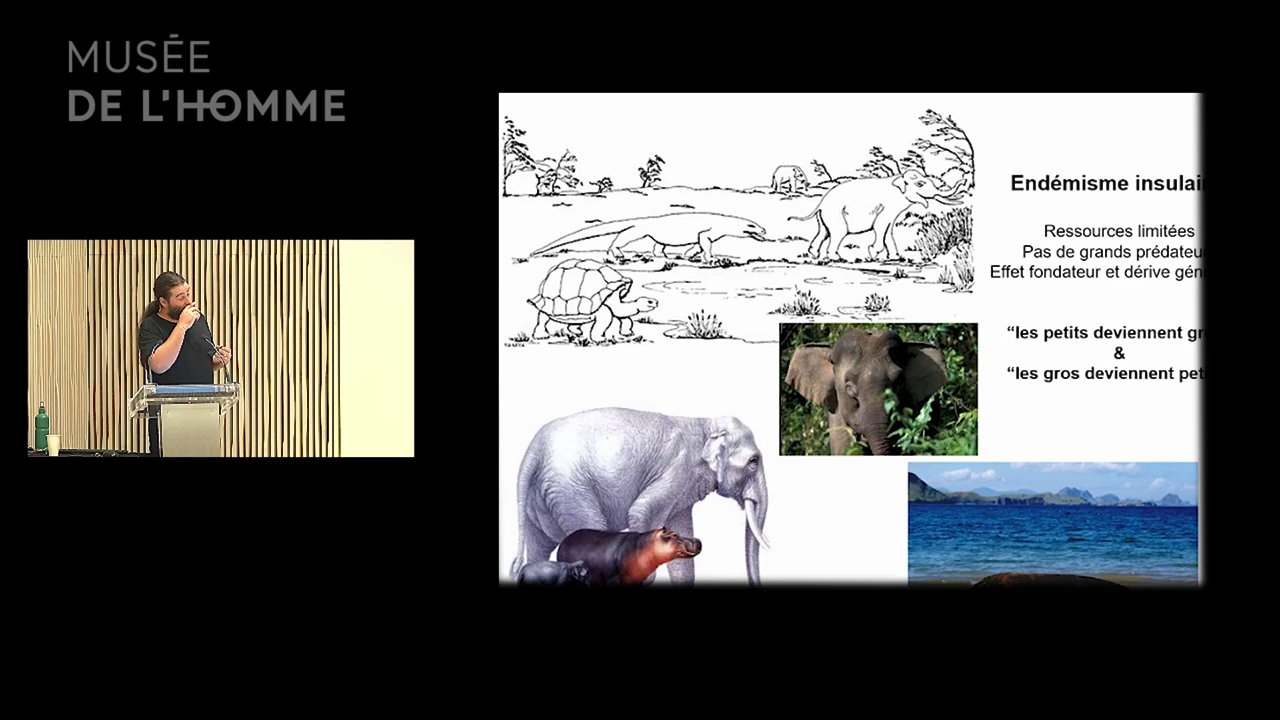 MUSÉE
DE L'HOMME
Endémisme insulai
Ressources limitées
Pas de grands prédateu
Effet fondateur et dérive gén
“les petits deviennent gr
&
“les gros deviennent pet